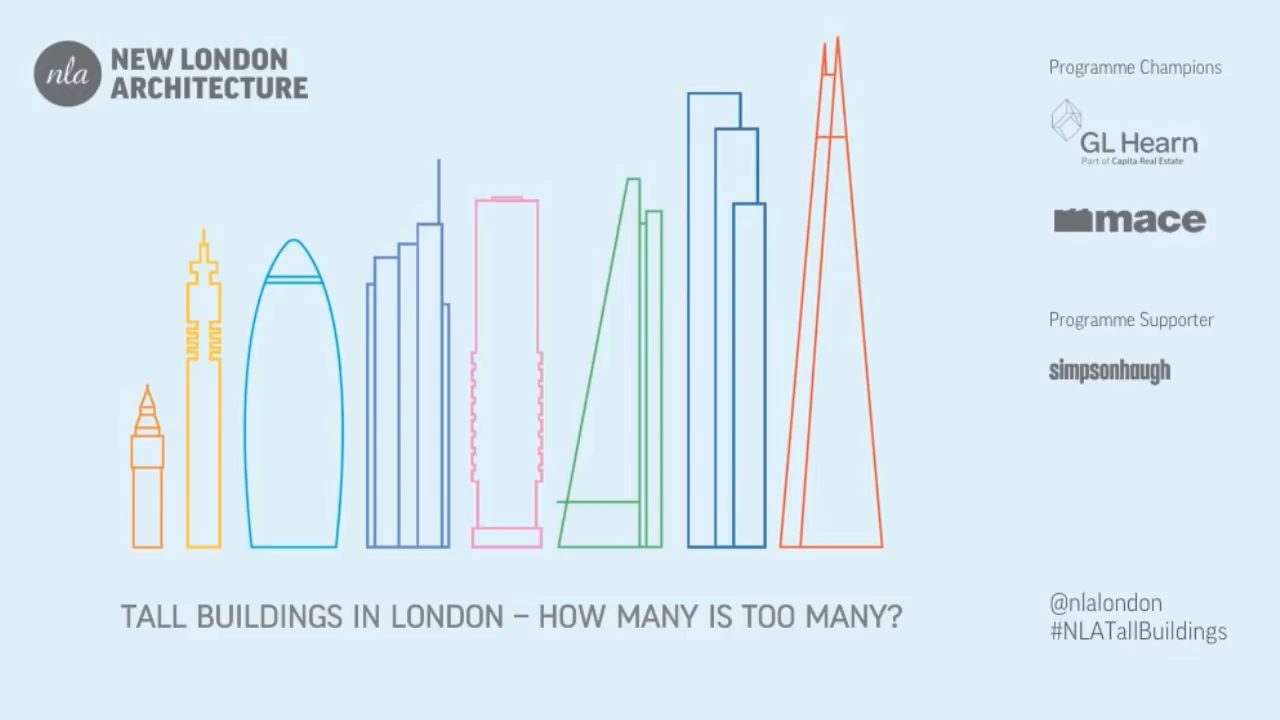 nla
NEW LONDON
ARCHITECTURE
Programme Champions
GL Hearn
Part of Capita Real Estate
mace
Programme Supporter
simpsonhaugh
TALL BUILDINGS IN LONDON – HOW MANY IS TOO MANY?
@nlalondon
#NLATallBuildings